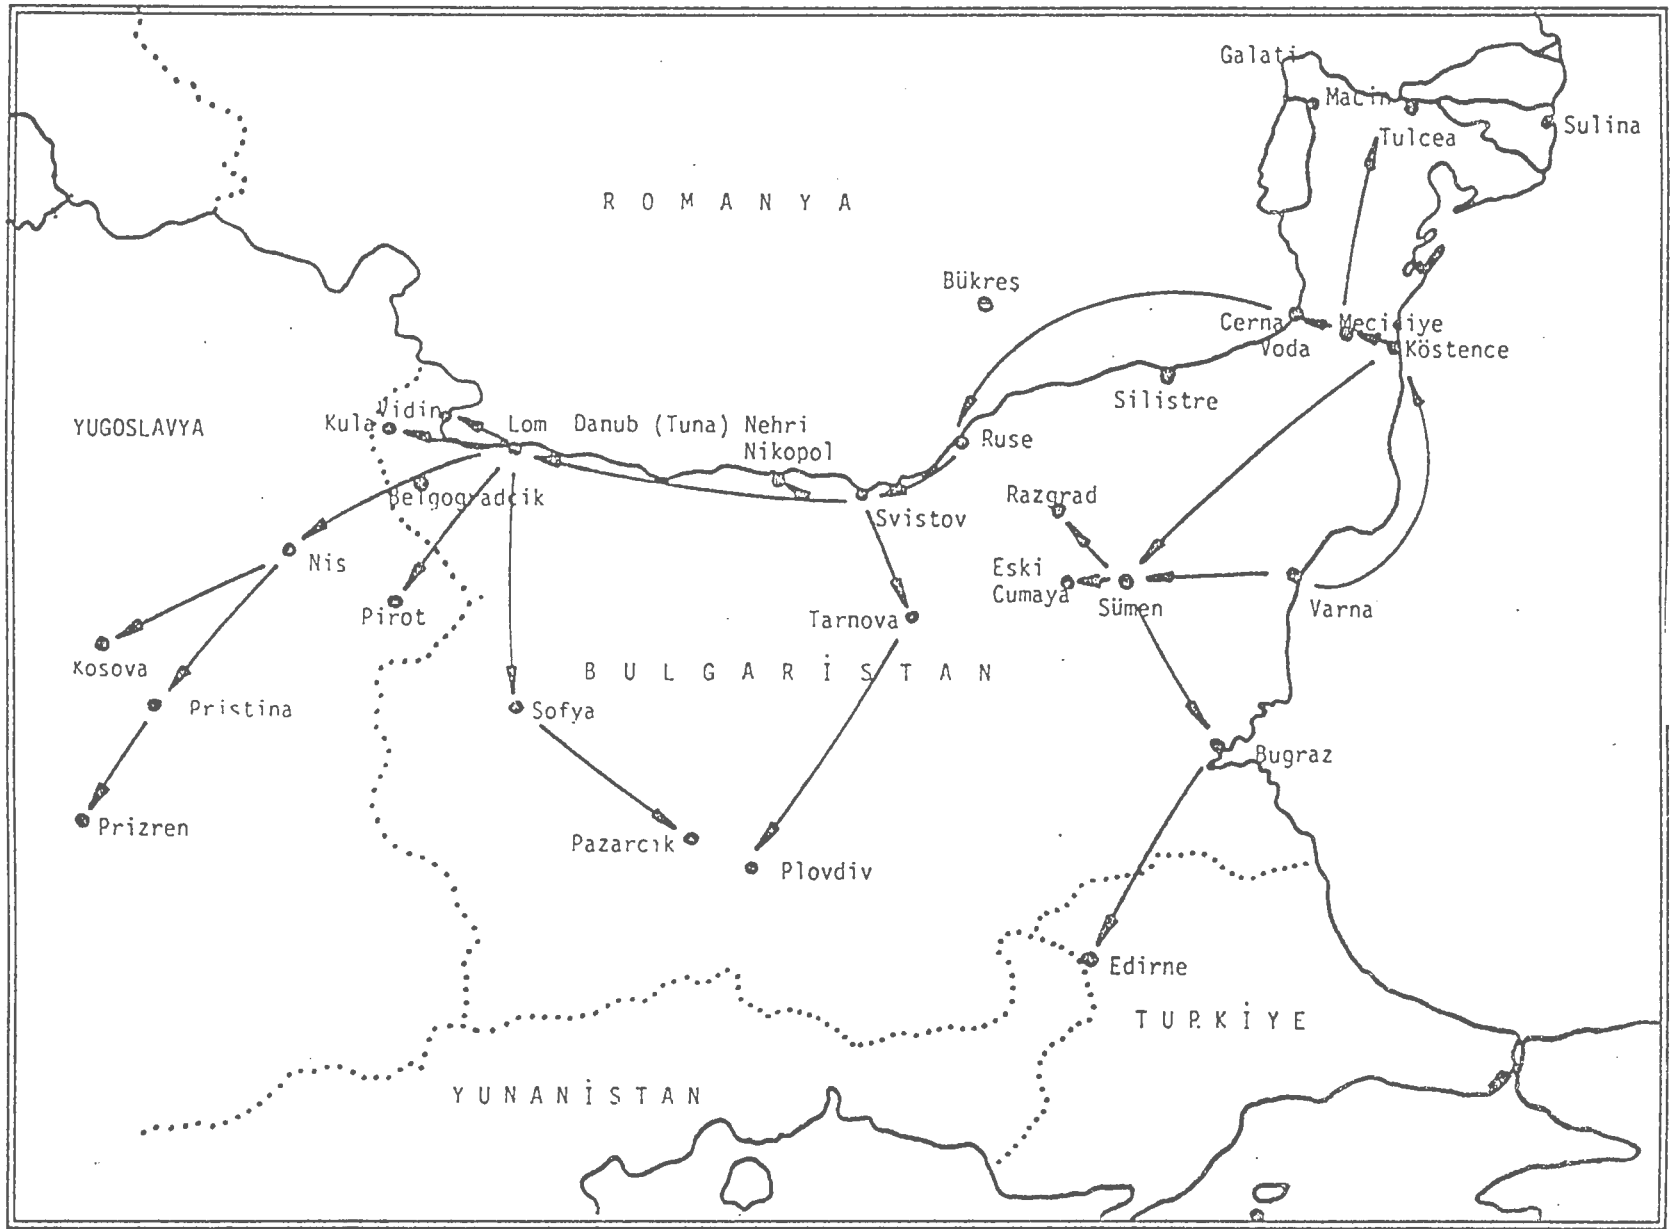 Galati
Macin
Sulina
Tulcea
R O M A N Y A
Bükreş
Cerna
Voda
Mecidiye
Köstence
Silistre
YUGOSLAVYA
Kula
Vidin
Lom
Danub (Tuna) Nehri
Nikopol
Ruse
Belgogradçik
Svistov
Razgrad
Nis
Eski
Cumaya
Sümen
Varna
Pirot
Tarnova
Kosova
B U L G A R İ S T A N
Pristina
Sofya
Bugraz
Prizren
Pazarcık
Plovdiv
Edirne
T U R K İ Y E
Y U N A N İ S T A N